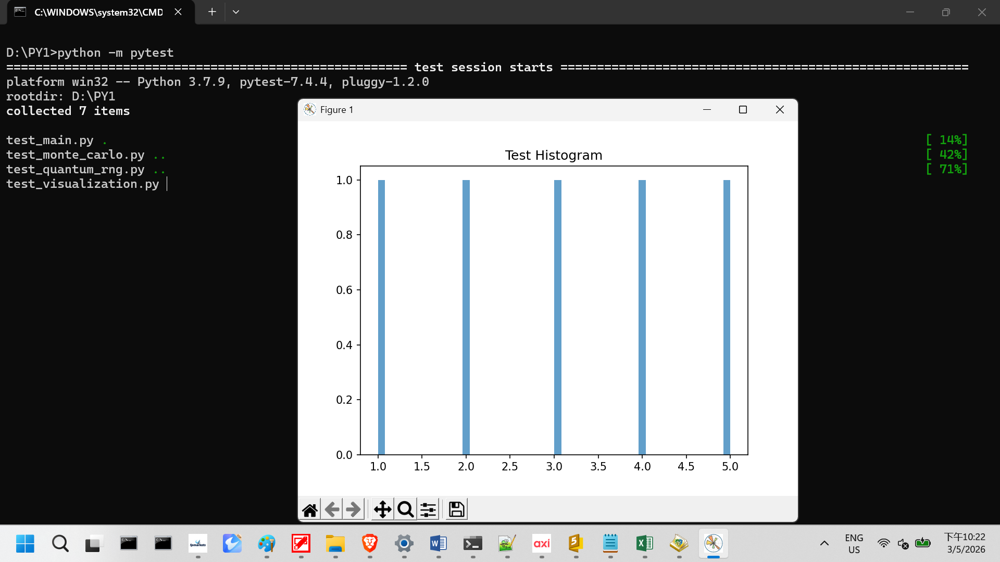 C:\WINDOWS\system32\CMD
D:\PY1>python -m pytest
======================================================= test session starts ========================================================
platform win32 -- Python 3.7.9, pytest-7.4.4, pluggy-1.2.0
rootdir: D:\PY1
collected 7 items
test_main.py . [ 14%]
test_monte_carlo.py .. [ 42%]
test_quantum_rng.py .. [ 71%]
test_visualization.py
Figure 1
Test Histogram
1.0
0.8
0.6
0.4
0.2
0.0
1.0 1.5 2.0 2.5 3.0 3.5 4.0 4.5 5.0
fpmarkets
W
axi
5
X
ENG
US
下午10:22
3/5/2026